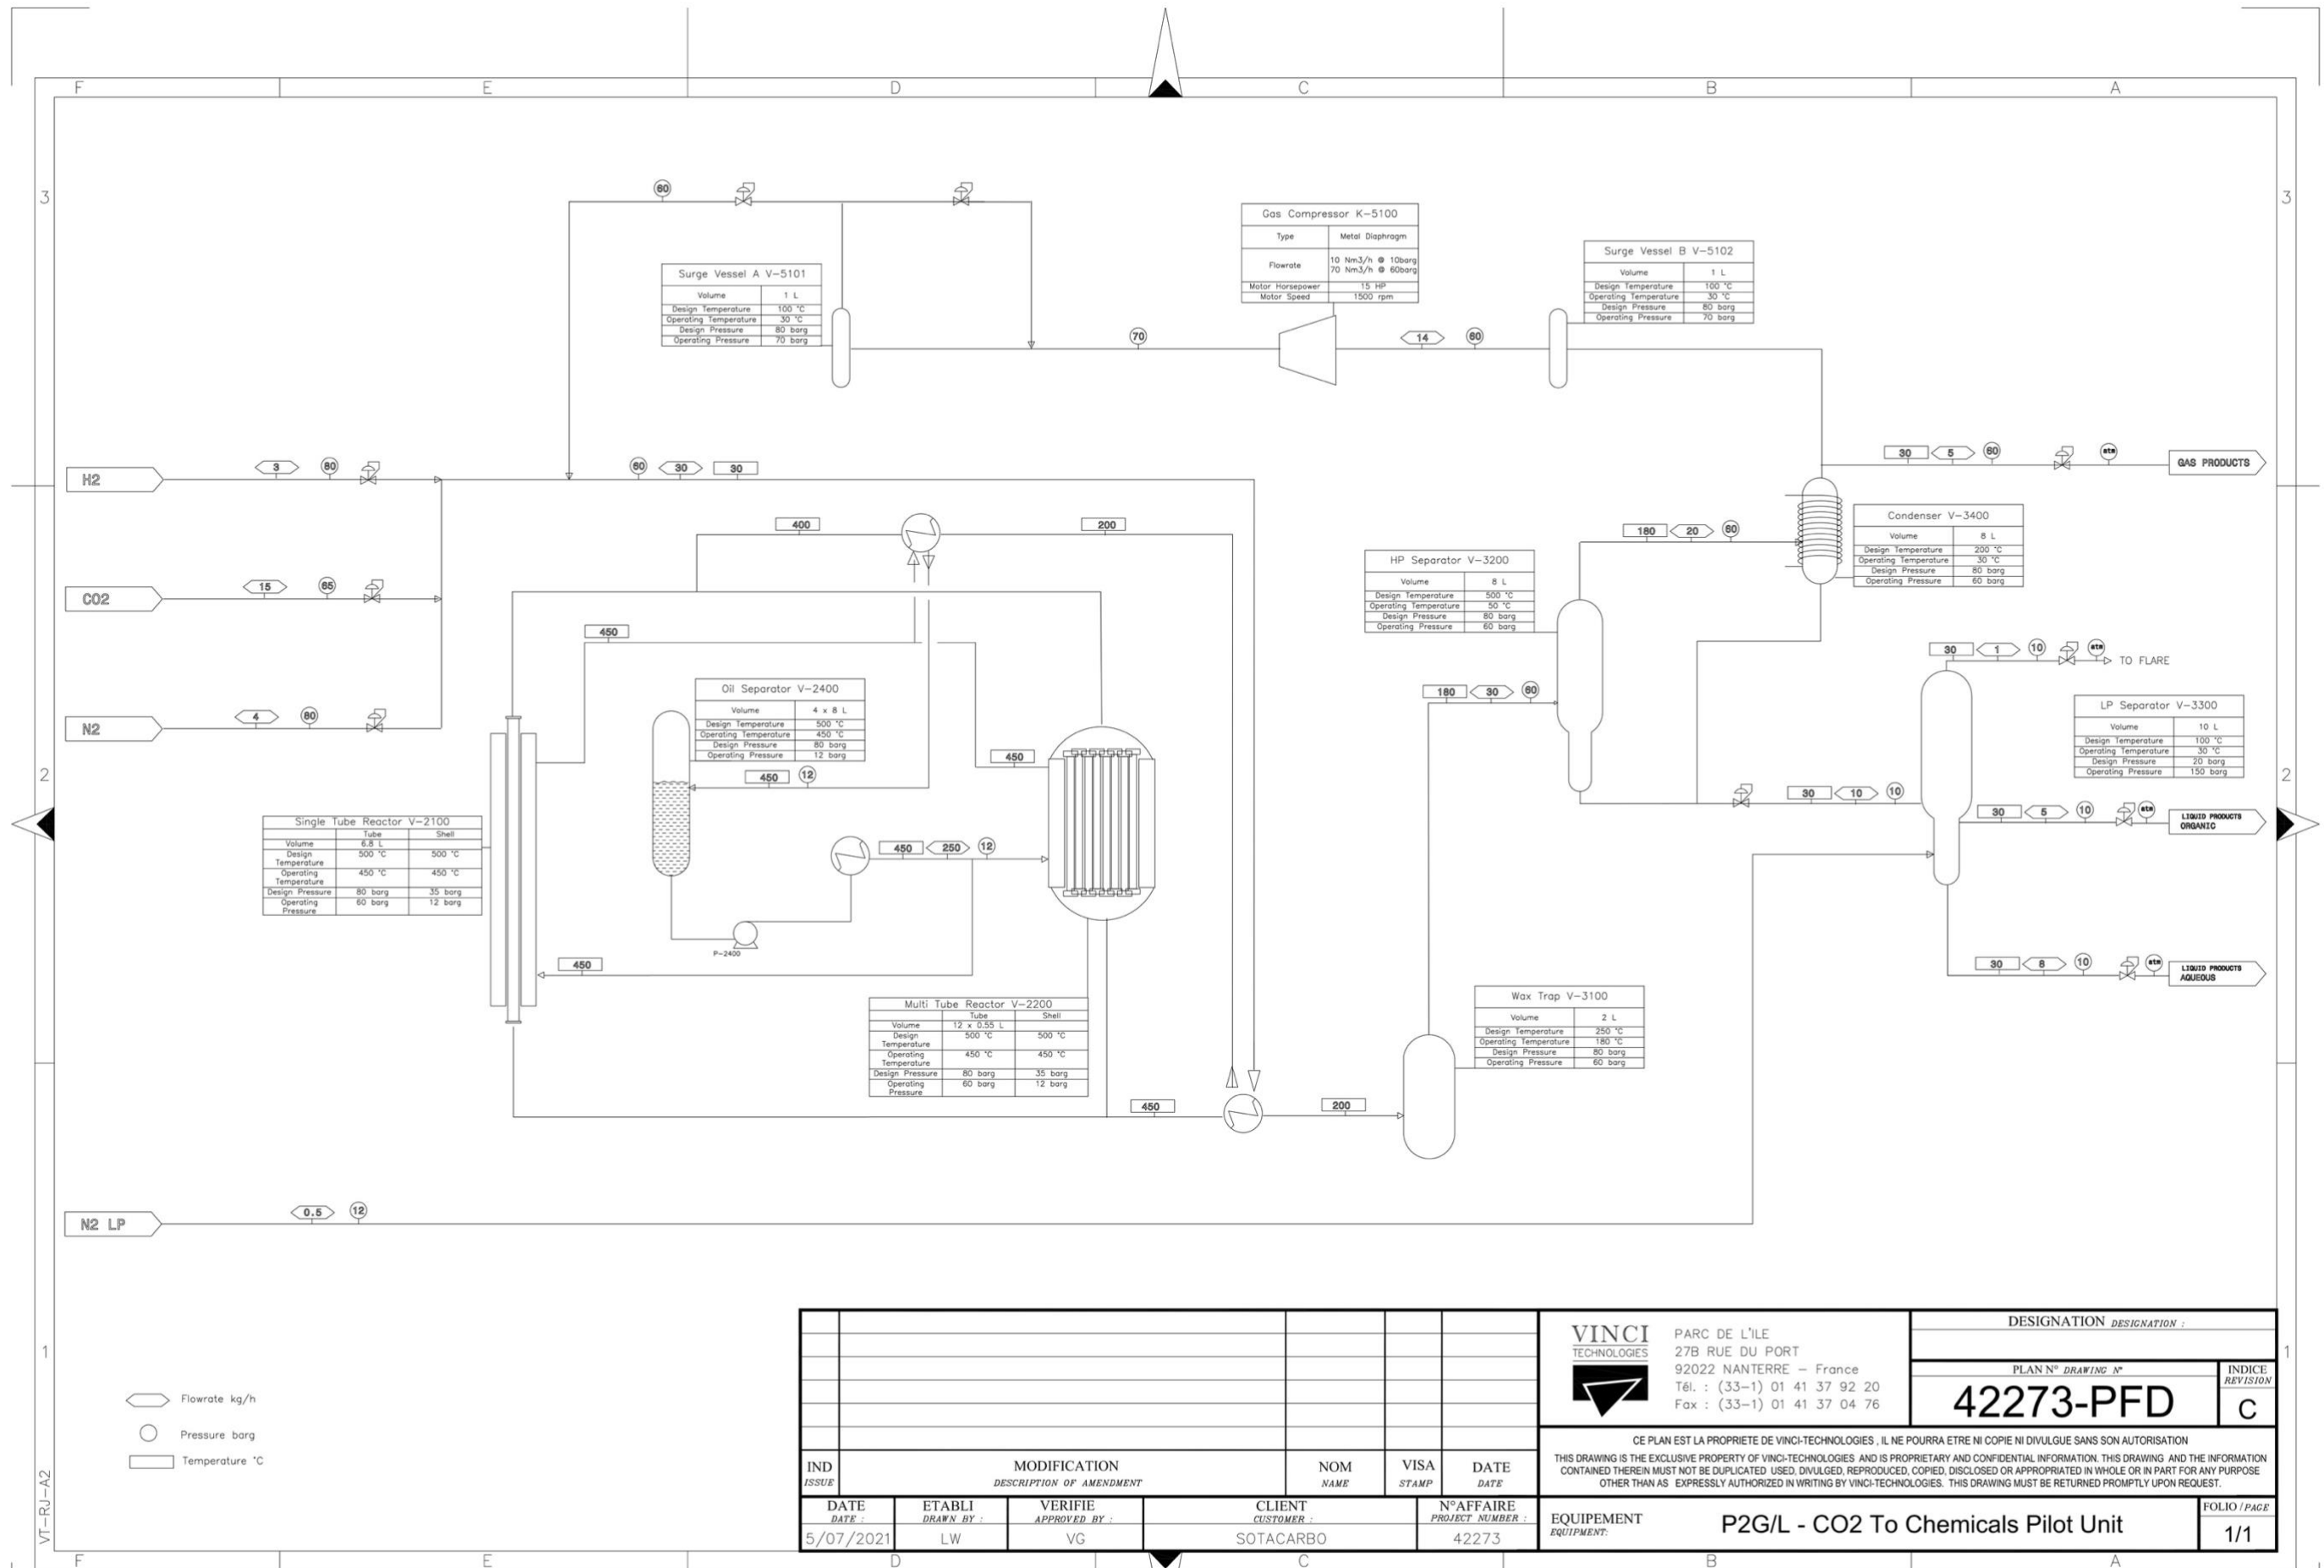 F E D C B A
3 3
60
Gas Compressor K-5100
Type Metal Diaphragm
Flowrate 10 Nm3/h @ 10barg
70 Nm3/h @ 60barg
Motor Horsepower 15 HP
Motor Speed 1500 rpm
Surge Vessel B V-5102
Volume 1 L
Design Temperature 100 °C
Operating Temperature 30 °C
Design Pressure 80 barg
Operating Pressure 70 barg
Surge Vessel A V-5101
Volume 1 L
Design Temperature 100 °C
Operating Temperature 30 °C
Design Pressure 80 barg
Operating Pressure 70 barg
70 14 60
H2 3 80 60 30 30
30 5 60 atm GAS PRODUCTS
400 200
180 20 60
Condenser V-3400
Volume 8 L
Design Temperature 200 °C
Operating Temperature 30 °C
Design Pressure 80 barg
Operating Pressure 60 barg
HP Separator V-3200
Volume 8 L
Design Temperature 500 °C
Operating Temperature 50 °C
Design Pressure 80 barg
Operating Pressure 60 barg
CO2 15 65
450
30 1 10 atm TO FLARE
Oil Separator V-2400
Volume 4 x 8 L
Design Temperature 500 °C
Operating Temperature 450 °C
Design Pressure 80 barg
Operating Pressure 12 barg
180 30 60
N2 4 80
LP Separator V-3300
Volume 10 L
Design Temperature 100 °C
Operating Temperature 30 °C
Design Pressure 20 barg
Operating Pressure 150 barg
450
450 12
2 2
30 10 10
30 5 10 atm LIQUID PRODUCTS
ORGANIC
Single Tube Reactor V-2100
Tube Shell
Volume 6.8 L
Design
Temperature 500 °C 500 °C
Operating
Temperature 450 °C 450 °C
Design Pressure 80 barg 35 barg
Operating
Pressure 60 barg 12 barg
450 250 12
P-2400
450
30 8 10 atm LIQUID PRODUCTS
AQUEOUS
Multi Tube Reactor V-2200
Tube Shell
Volume 12 x 0.55 L
Design
Temperature 500 °C 500 °C
Operating
Temperature 450 °C 450 °C
Design Pressure 80 barg 35 barg
Operating
Pressure 60 barg 12 barg
Wax Trap V-3100
Volume 2 L
Design Temperature 250 °C
Operating Temperature 180 °C
Design Pressure 80 barg
Operating Pressure 60 barg
450 200
N2 LP 0.5 12
1 1
Flowrate kg/h
Pressure barg
Temperature °C
VT-RJ-A2
VINCI
TECHNOLOGIES
PARC DE L'ILE
27B RUE DU PORT
92022 NANTERRE - France
Tél. : (33-1) 01 41 37 92 20
Fax : (33-1) 01 41 37 04 76
DESIGNATION DESIGNATION :
PLAN N° DRAWING N°
42273-PFD
INDICE
REVISION
C
CE PLAN EST LA PROPRIETE DE VINCI-TECHNOLOGIES , IL NE POURRA ETRE NI COPIE NI DIVULGUE SANS SON AUTORISATION
THIS DRAWING IS THE EXCLUSIVE PROPERTY OF VINCI-TECHNOLOGIES AND IS PROPRIETARY AND CONFIDENTIAL INFORMATION. THIS DRAWING AND THE INFORMATION
CONTAINED THEREIN MUST NOT BE DUPLICATED USED, DIVULGED, REPRODUCED, COPIED, DISCLOSED OR APPROPRIATED IN WHOLE OR IN PART FOR ANY PURPOSE
OTHER THAN AS EXPRESSLY AUTHORIZED IN WRITING BY VINCI-TECHNOLOGIES. THIS DRAWING MUST BE RETURNED PROMPTLY UPON REQUEST.
IND
ISSUE
MODIFICATION
DESCRIPTION OF AMENDMENT
NOM
NAME
VISA
STAMP
DATE
DATE
DATE
DATE :
5/07/2021
ETABLI
DRAWN BY :
LW
VERIFIE
APPROVED BY :
VG
CLIENT
CUSTOMER :
SOTACARBO
N°AFFAIRE
PROJECT NUMBER :
42273
EQUIPEMENT
EQUIPMENT:
P2G/L - CO2 To Chemicals Pilot Unit
FOLIO / PAGE
1/1
F E D C B A